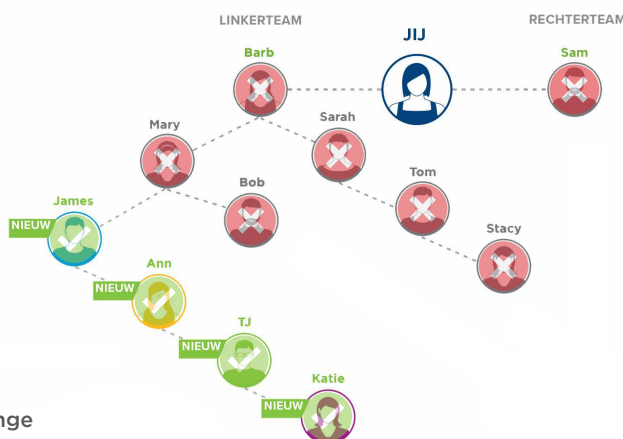 LINKERTEAM
RECHTERTEAM
JIJ
Barb
Sam
Sarah
Mary
Tom
Bob
James
NIEUW
Stacy
Ann
NIEUW
TJ
NIEUW
Katie
NIEUW
nge